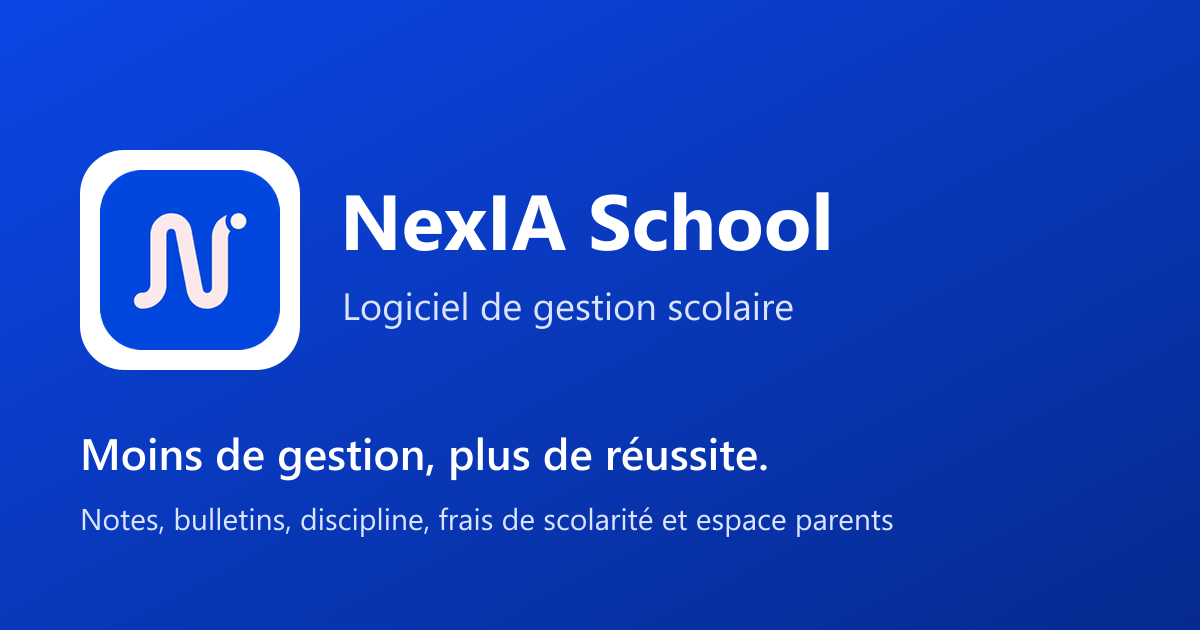 NexIA School
Logiciel de gestion scolaire
Moins de gestion, plus de réussite.
Notes, bulletins, discipline, frais de scolarité et espace parents